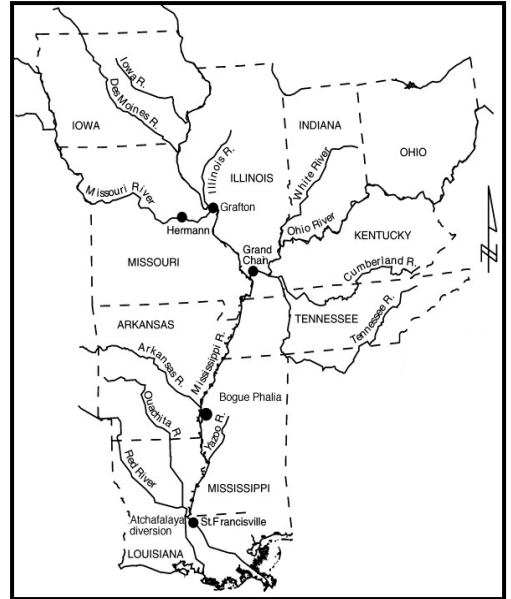 Iowa R.
Des Moines R.
IOWA
INDIANA
OHIO
Illinois R.
ILLINOIS
White River
Missouri River
Grafton
Hermann
Ohio River
KENTUCKY
Grand
Chain
MISSOURI
Cumberland R.
ARKANSAS
TENNESSEE
Tennessee R.
Mississippi R.
Arkansas R.
Bogue Phalia
Ouachita R.
Yazoo R.
Red River
MISSISSIPPI
Atchafalaya
diversion
St.Francisville
LOUISIANA
N